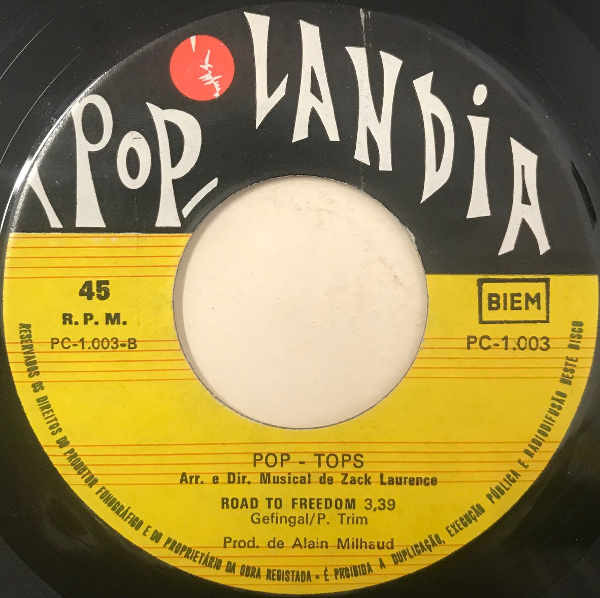 POP LANDIA
45
R.P.M.
PC-1.003-B
BIEM
PC-1.003
POP - TOPS
Arr. e Dir. Musical de Zack Laurence
ROAD TO FREEDOM 3,39
Gefingal/P. Trim
Prod. de Alain Milhaud
RESERVADOS OS DIREITOS DO PRODUTOR FONOGRÁFICO E DO PROPRIETÁRIO DA OBRA REGISTADA - É PROIBIDA A DUPLICAÇÃO, EXECUÇÃO PÚBLICA E RADIODIFUSÃO DESTE DISCO